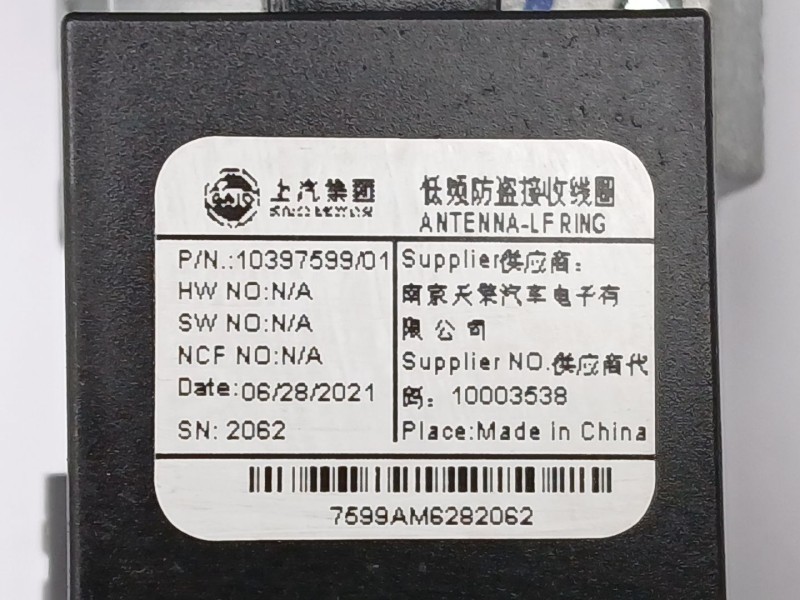 上汽集团
低频防盗接收线圈
ANTENNA-LF RING
P/N.:10397599/01
HW NO:N/A
SW NO:N/A
NCF NO:N/A
Date:06/28/2021
SN: 2062
Supplier供应商:
南京天擎汽车电子有
限公司
Supplier NO.供应商代
码: 10003538
Place:Made in China
7599AM6282062